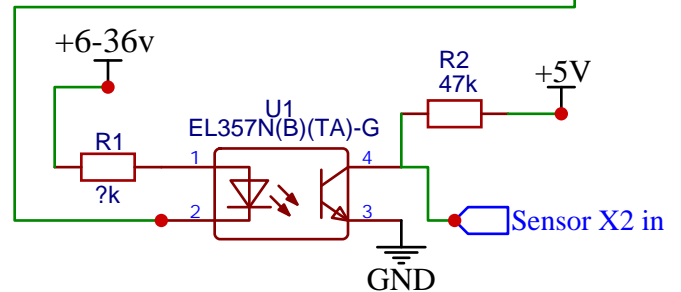 +6-36v
R2
47k
+5V
U1
EL357N(B)(TA)-G
R1
?k
1
2
4
3
Sensor X2 in
GND